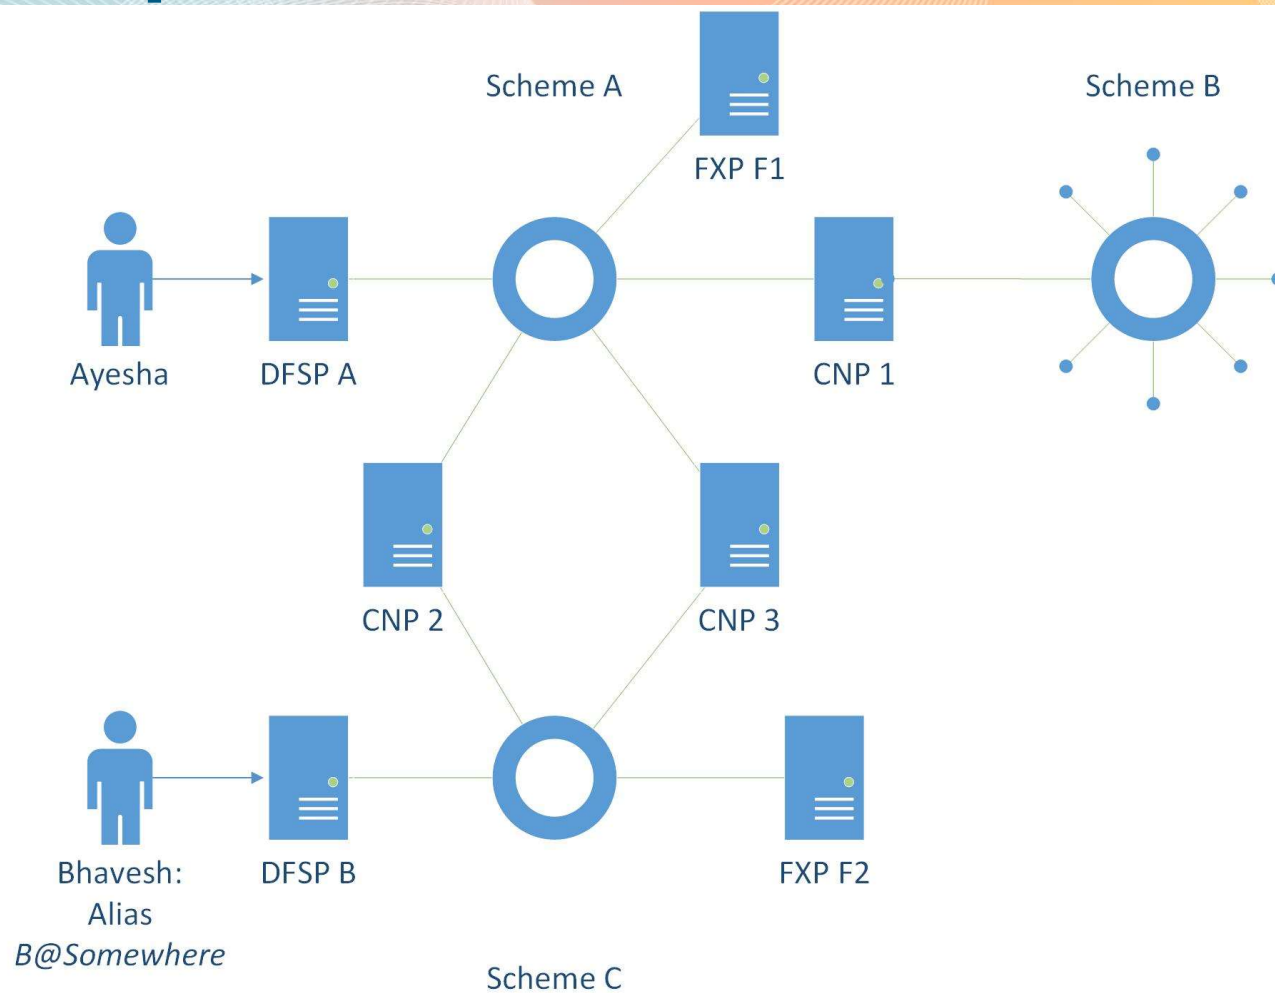 Scheme A
Scheme B
FXP F1
Ayesha
DFSP A
CNP 1
CNP 2
CNP 3
Bhavesh:
Alias
B@Somewhere
DFSP B
FXP F2
Scheme C